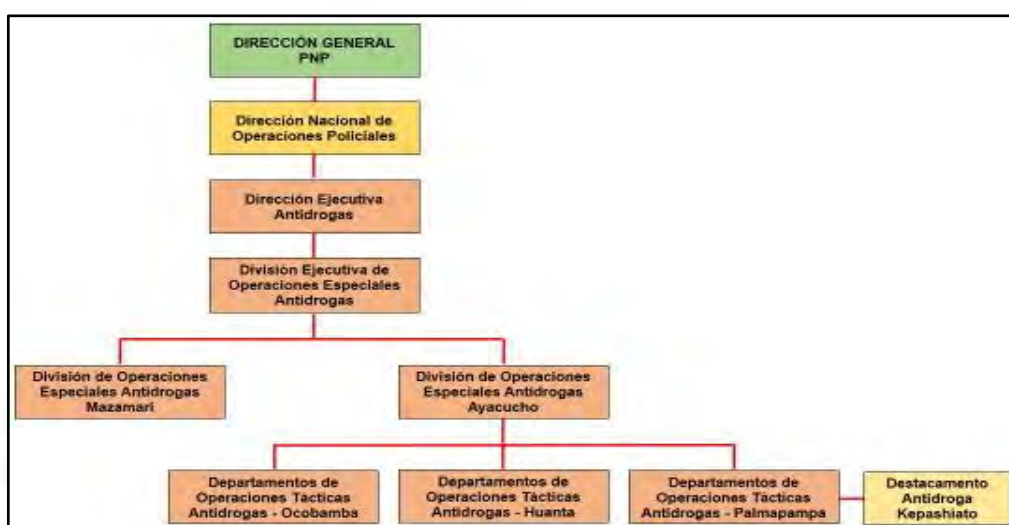 DIRECCIÓN GENERAL
PNP
Dirección Nacional de
Operaciones Policiales
Dirección Ejecutiva
Antidrogas
División Ejecutiva de
Operaciones Especiales
Antidrogas
División de Operaciones
Especiales Antidrogas
Mazamari
División de Operaciones
Especiales Antidrogas
Ayacucho
Departamentos de
Operaciones Tácticas
Antidrogas - Ocobamba
Departamentos de
Operaciones Tácticas
Antidrogas - Huanta
Departamentos de
Operaciones Tácticas
Antidrogas - Palmapampa
Destacamento
Antidroga
Kepashiato